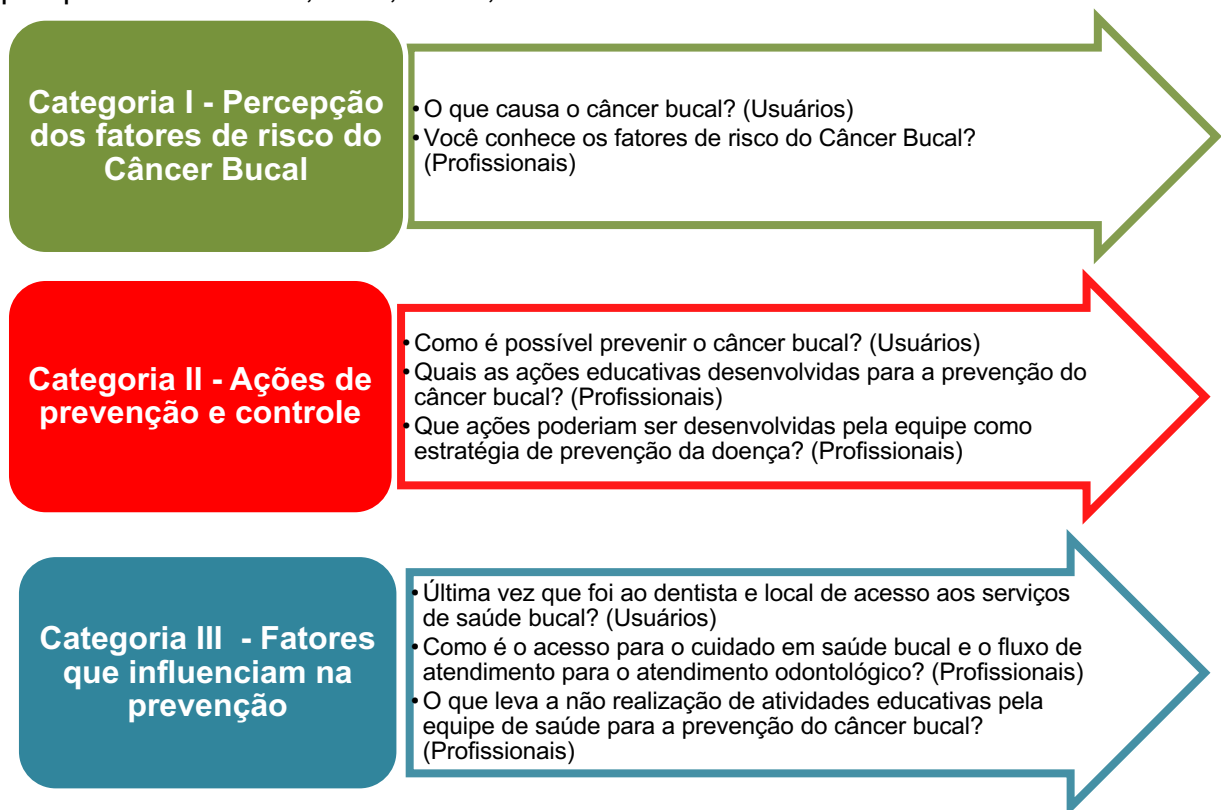 Categoria I - Percepção
dos fatores de risco do
Câncer Bucal
•O que causa o câncer bucal? (Usuários)
•Você conhece os fatores de risco do Câncer Bucal?
(Profissionais)
Categoria II - Ações de
prevenção e controle
•Como é possível prevenir o câncer bucal? (Usuários)
•Quais as ações educativas desenvolvidas para a prevenção do
câncer bucal? (Profissionais)
•Que ações poderiam ser desenvolvidas pela equipe como
estratégia de prevenção da doença? (Profissionais)
Categoria III - Fatores
que influenciam na
prevenção
•Última vez que foi ao dentista e local de acesso aos serviços
de saúde bucal? (Usuários)
•Como é o acesso para o cuidado em saúde bucal e o fluxo de
atendimento para o atendimento odontológico? (Profissionais)
•O que leva a não realização de atividades educativas pela
equipe de saúde para a prevenção do câncer bucal?
(Profissionais)